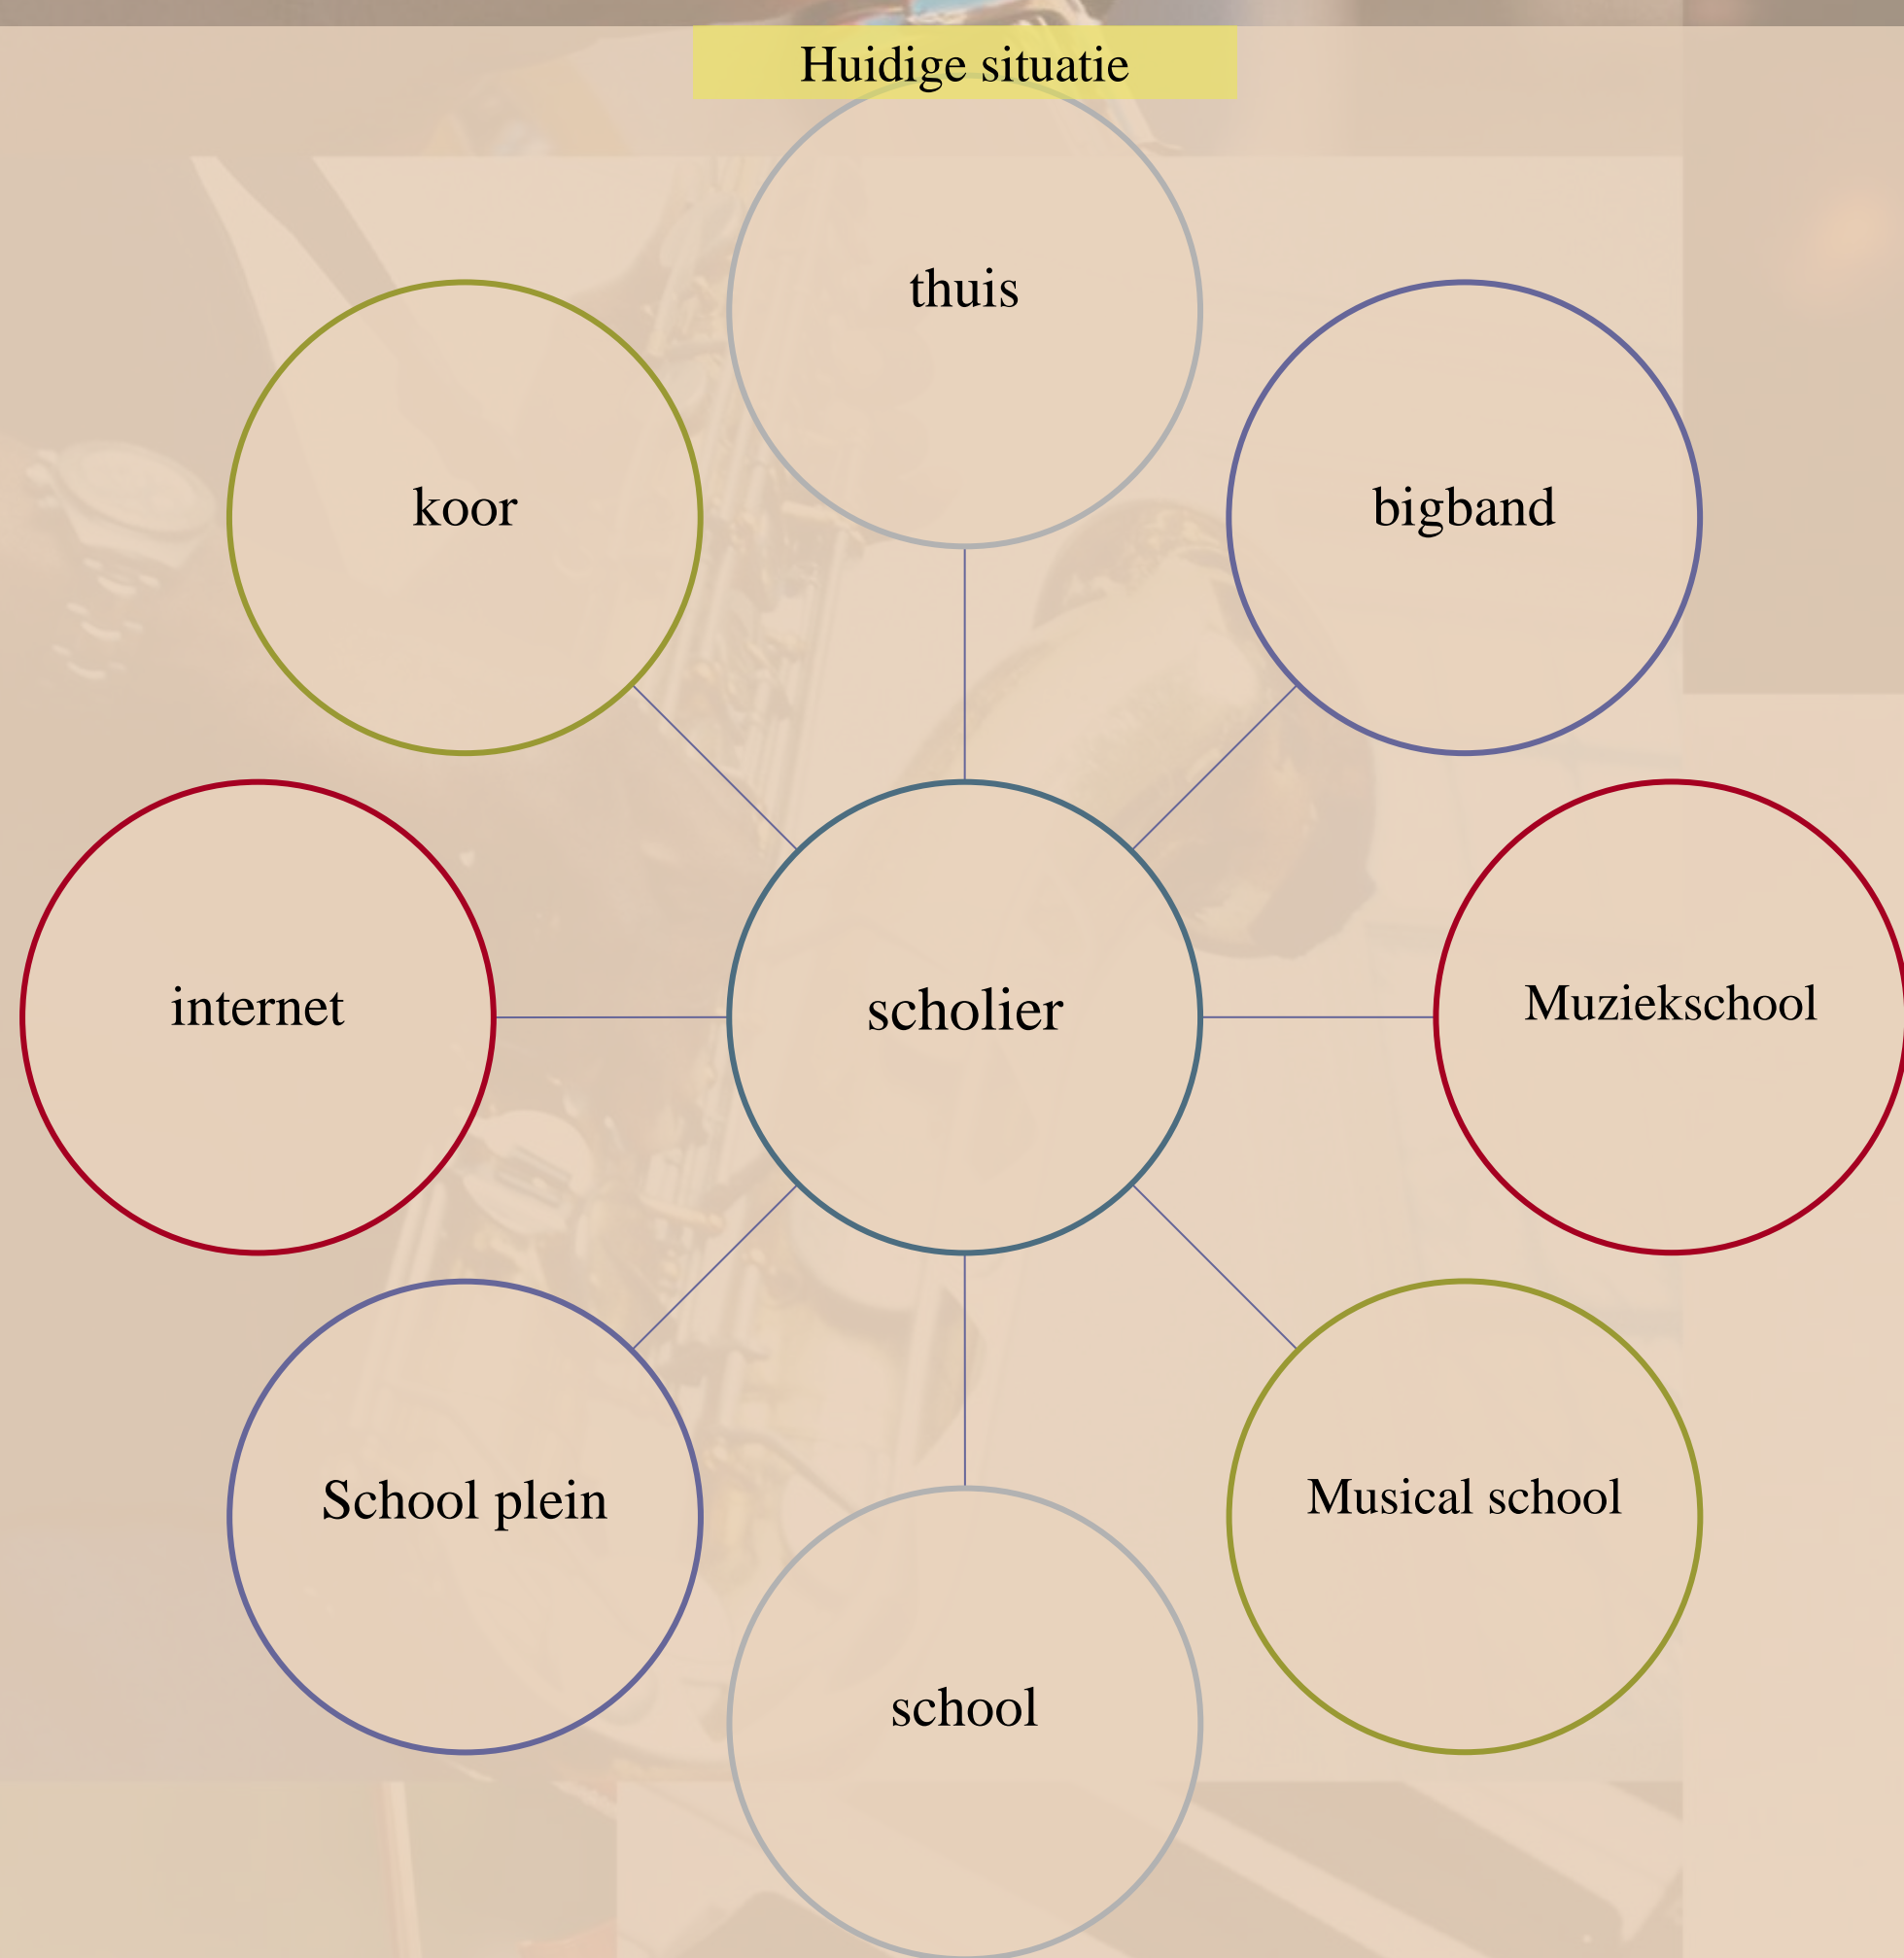 Huidige situatie
thuis
koor
bigband
internet
scholier
Muziekschool
School plein
Musical school
school